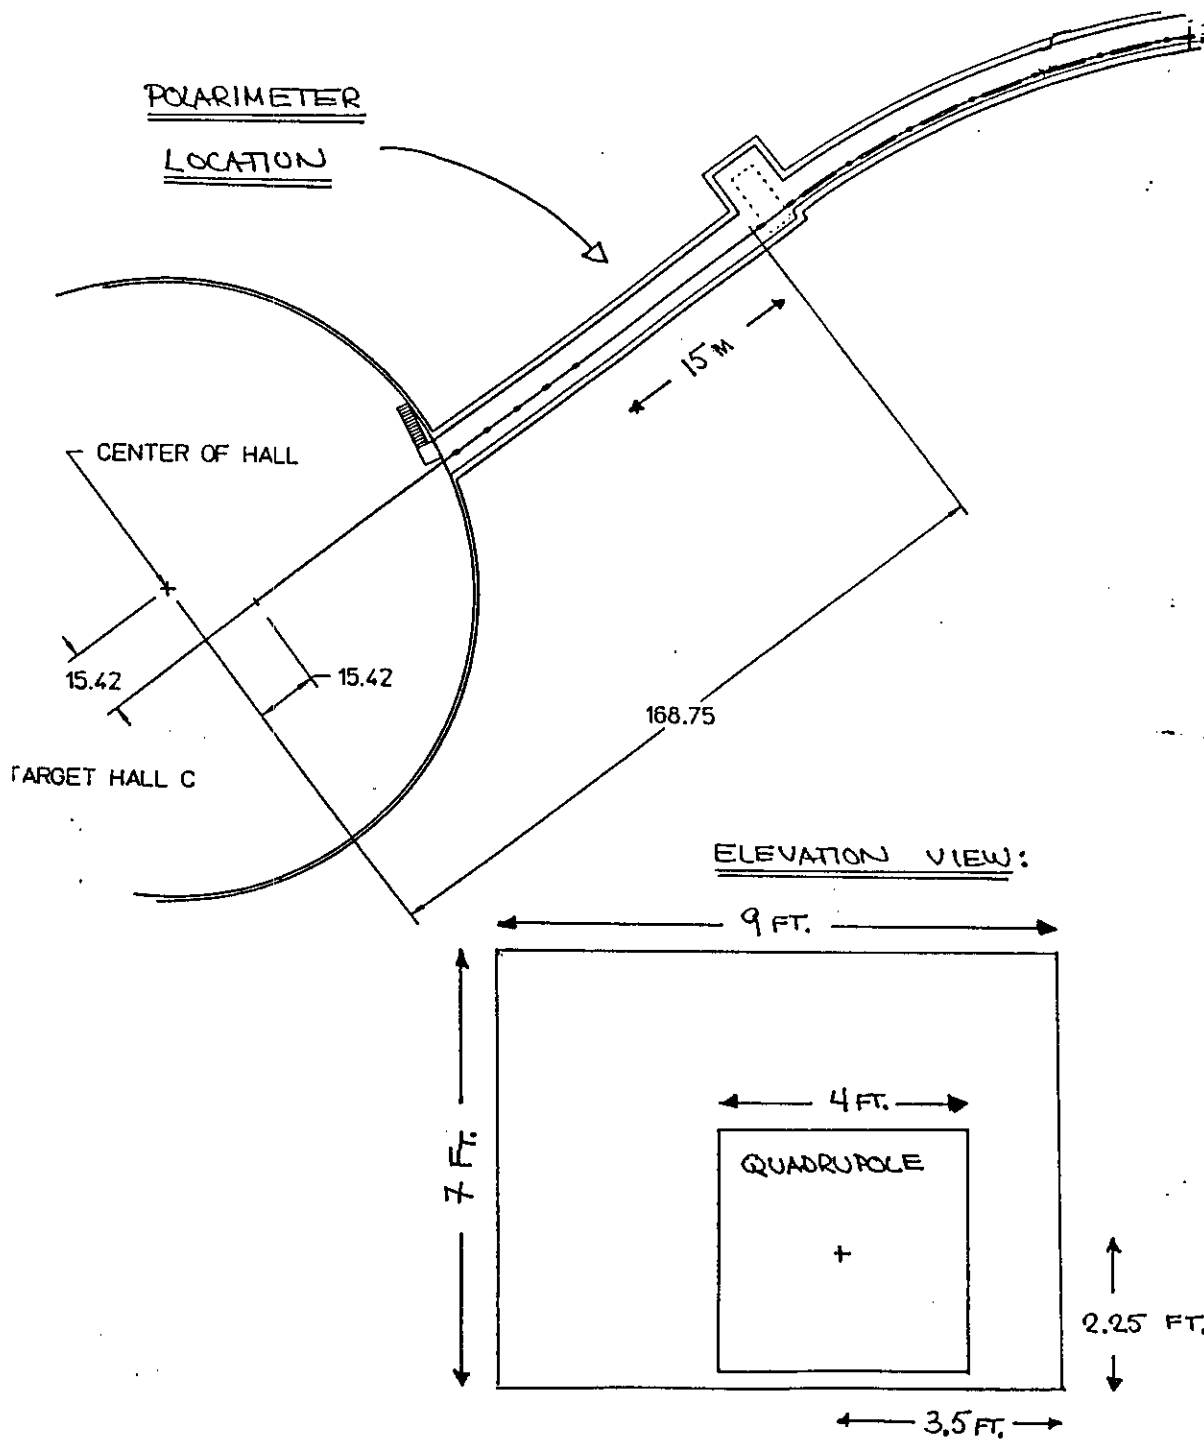 POLARIMETER
LOCATION
15 M
CENTER OF HALL
15.42
15.42
168.75
TARGET HALL C
ELEVATION VIEW:
9 FT.
4 FT.
7 FT.
QUADRUPOLE
2.25 FT.
3.5 FT.